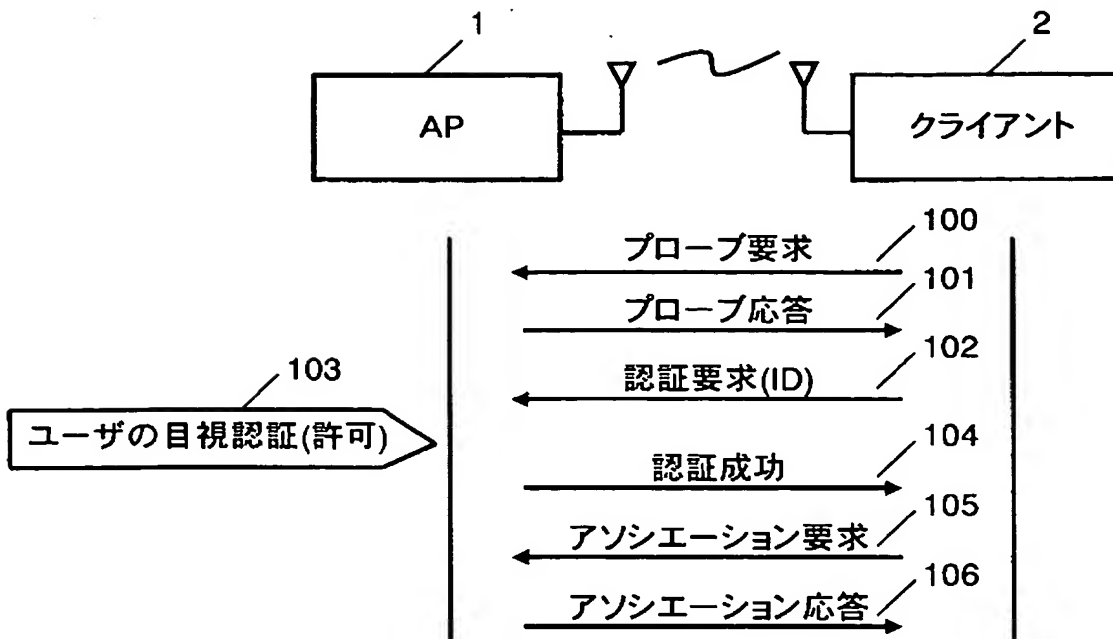 1
2
AP
クライアント
100
プローブ要求
101
プローブ応答
102
認証要求(ID)
103
ユーザの目視認証(許可)
104
認証成功
105
アソシエーション要求
106
アソシエーション応答